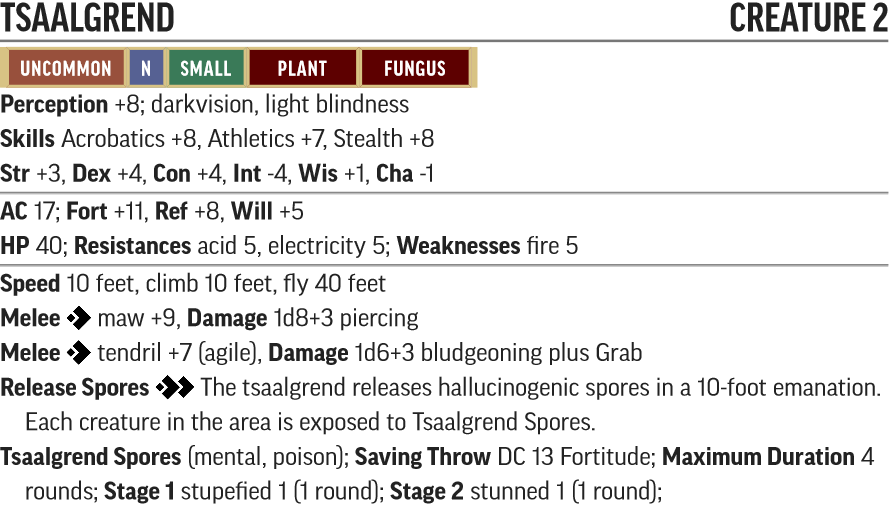 TSAALGREND CREATURE 2
UNCOMMON N SMALL PLANT FUNGUS
Perception +8; darkvision, light blindness
Skills Acrobatics +8, Athletics +7, Stealth +8
Str +3, Dex +4, Con +4, Int -4, Wis +1, Cha -1
AC 17; Fort +11, Ref +8, Will +5
HP 40; Resistances acid 5, electricity 5; Weaknesses fire 5
Speed 10 feet, climb 10 feet, fly 40 feet
Melee maw +9, Damage 1d8+3 piercing
Melee tendril +7 (agile), Damage 1d6+3 bludgeoning plus Grab
Release Spores The tsaalgrend releases hallucinogenic spores in a 10-foot emanation.
Each creature in the area is exposed to Tsaalgrend Spores.
Tsaalgrend Spores (mental, poison); Saving Throw DC 13 Fortitude; Maximum Duration 4
rounds; Stage 1 stupefied 1 (1 round); Stage 2 stunned 1 (1 round);